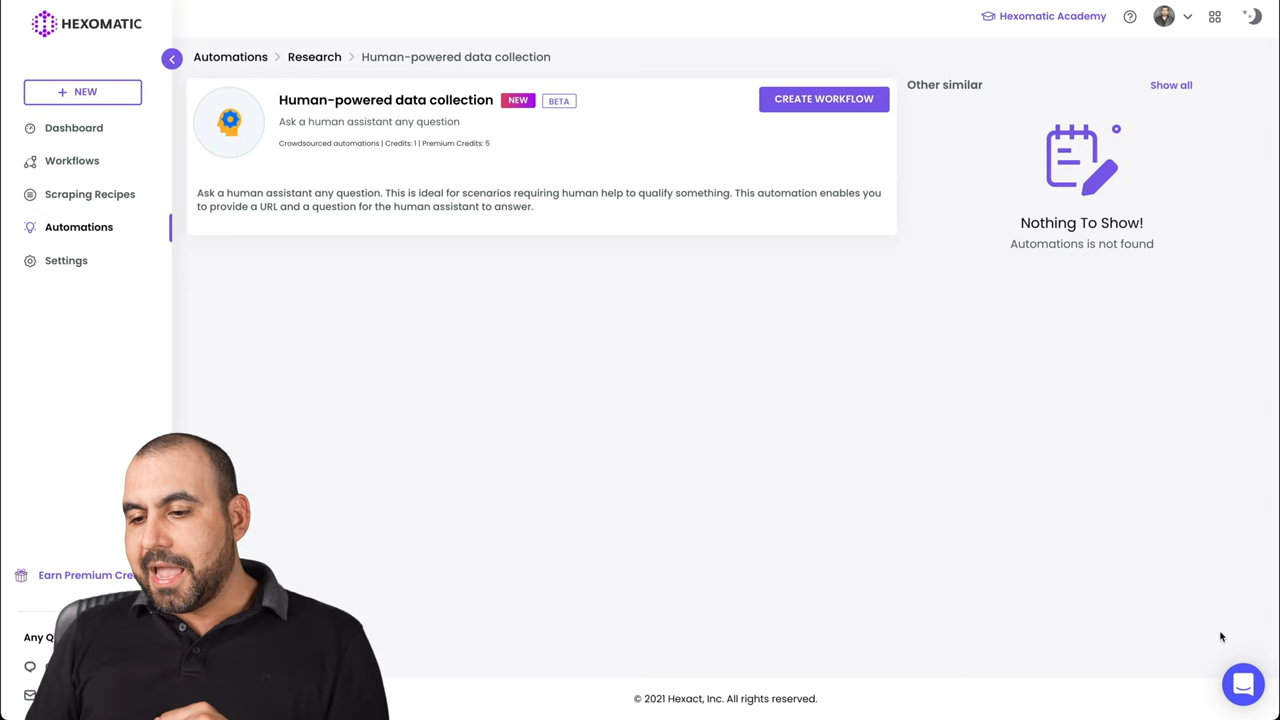 HEXOMATIC
Hexomatic Academy
Automations > Research > Human-powered data collection
+ NEW
Dashboard
Workflows
Scraping Recipes
Automations
Settings
Earn Premium Cre
Any Q
Human-powered data collection NEW BETA
Ask a human assistant any question
Crowdsourced automations | Credits: 1 | Premium Credits: 5
CREATE WORKFLOW
Ask a human assistant any question. This is ideal for scenarios requiring human help to qualify something. This automation enables you
to provide a URL and a question for the human assistant to answer.
Other similar
Show all
Nothing To Show!
Automations is not found
© 2021 Hexact, Inc. All rights reserved.